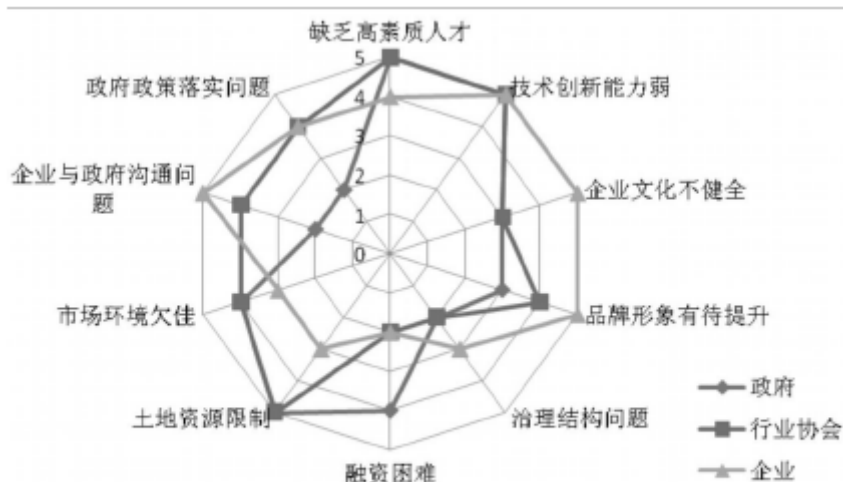 缺乏高素质人才
5
政府政策落实问题
技术创新能力弱
4
3
企业与政府沟通问
题
2
企业文化不健全
1
0
市场环境欠佳
品牌形象有待提升
政府
土地资源限制
治理结构问题
行业协会
融资困难
企业